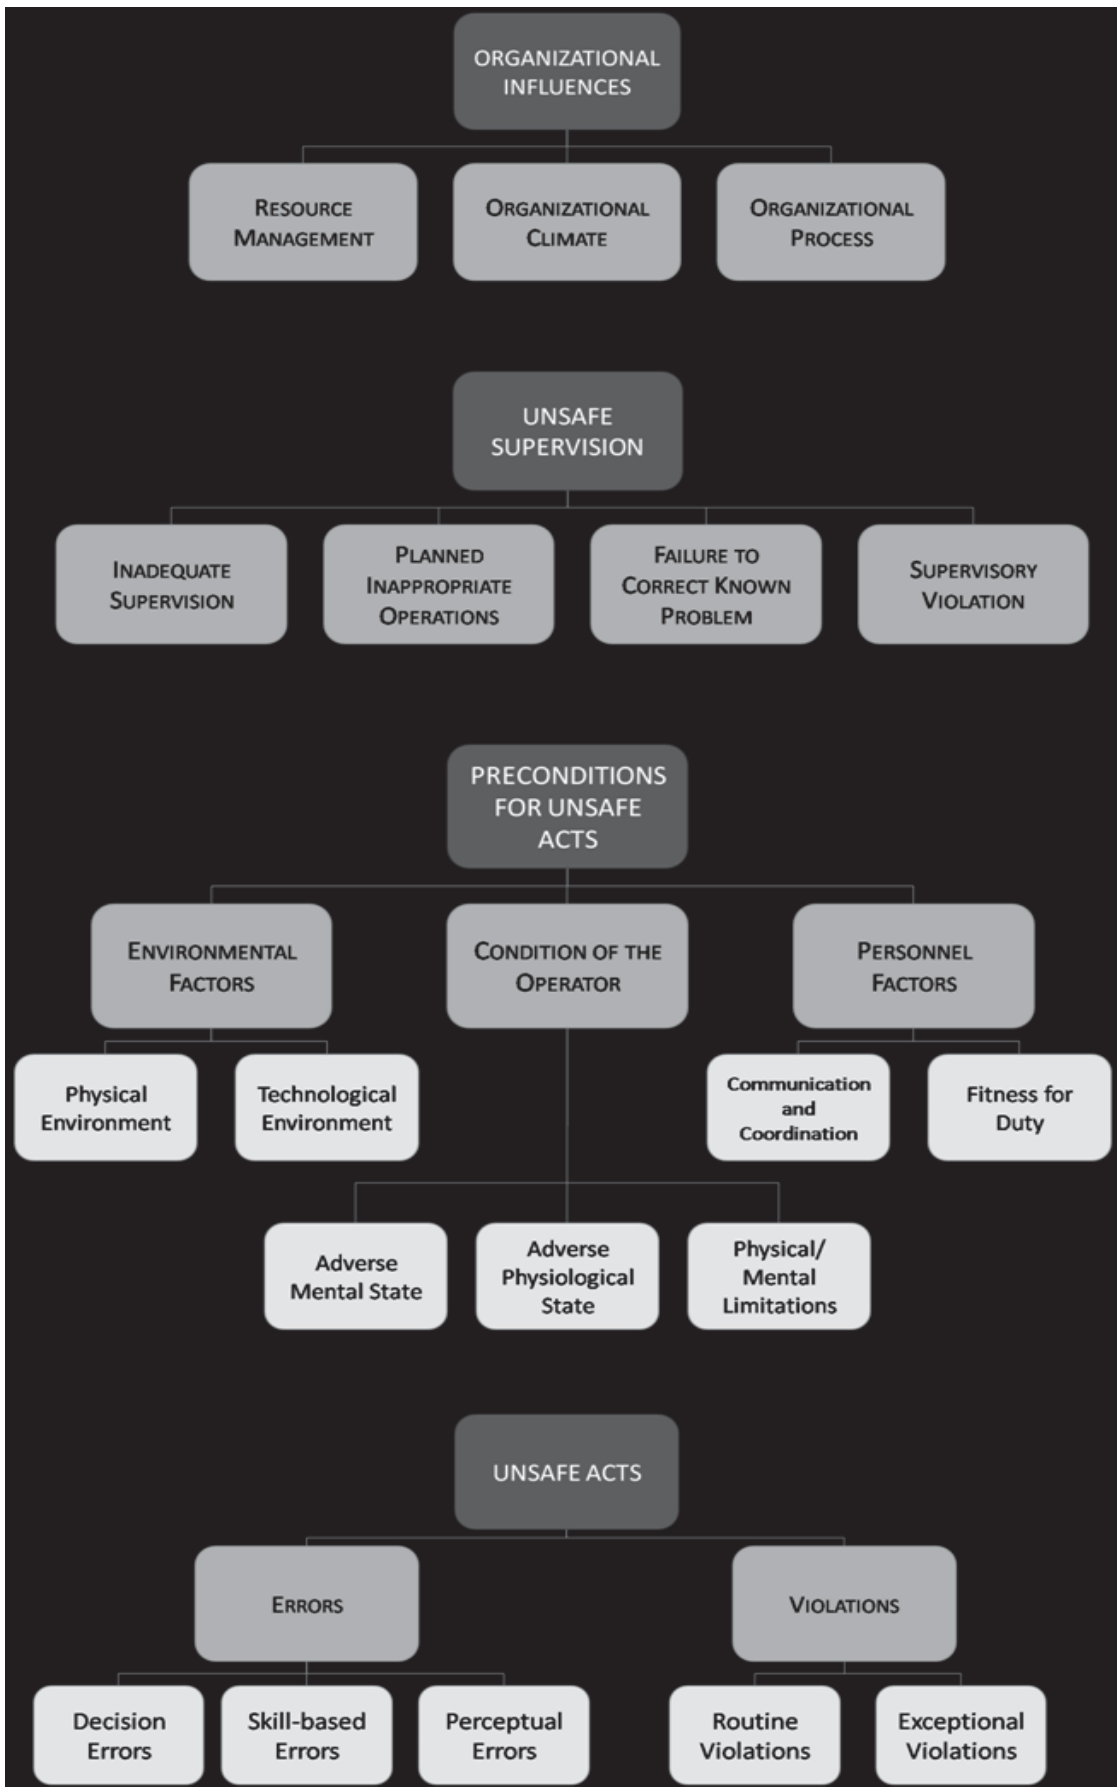 ORGANIZATIONAL
INFLUENCES
RESOURCE
MANAGEMENT
ORGANIZATIONAL
CLIMATE
ORGANIZATIONAL
PROCESS
UNSAFE
SUPERVISION
INADEQUATE
SUPERVISION
PLANNED
INAPPROPRIATE
OPERATIONS
FAILURE TO
CORRECT KNOWN
PROBLEM
SUPERVISORY
VIOLATION
PRECONDITIONS
FOR UNSAFE
ACTS
ENVIRONMENTAL
FACTORS
CONDITION OF THE
OPERATOR
PERSONNEL
FACTORS
Physical
Environment
Technological
Environment
Communication
and
Coordination
Fitness for
Duty
Adverse
Mental State
Adverse
Physiological
State
Physical/
Mental
Limitations
UNSAFE ACTS
ERRORS
VIOLATIONS
Decision
Errors
Skill-based
Errors
Perceptual
Errors
Routine
Violations
Exceptional
Violations